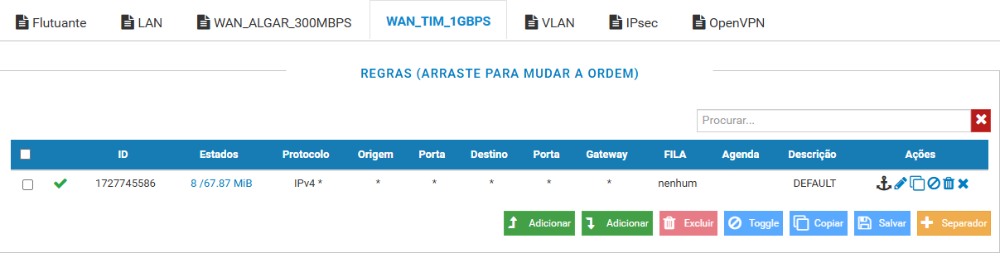 Flutuante LAN WAN_ALGAR_300MBPS WAN_TIM_1GBPS VLAN IPsec OpenVPN
REGRAS (ARRASTE PARA MUDAR A ORDEM)
Procurar...
ID Estados Protocolo Origem Porta Destino Porta Gateway FILA Agenda Descrição Ações
1727745586 8 /67.87 MiB IPv4 * * * * * * nenhum DEFAULT
Adicionar Adicionar Excluir Toggle Copiar Salvar Separador